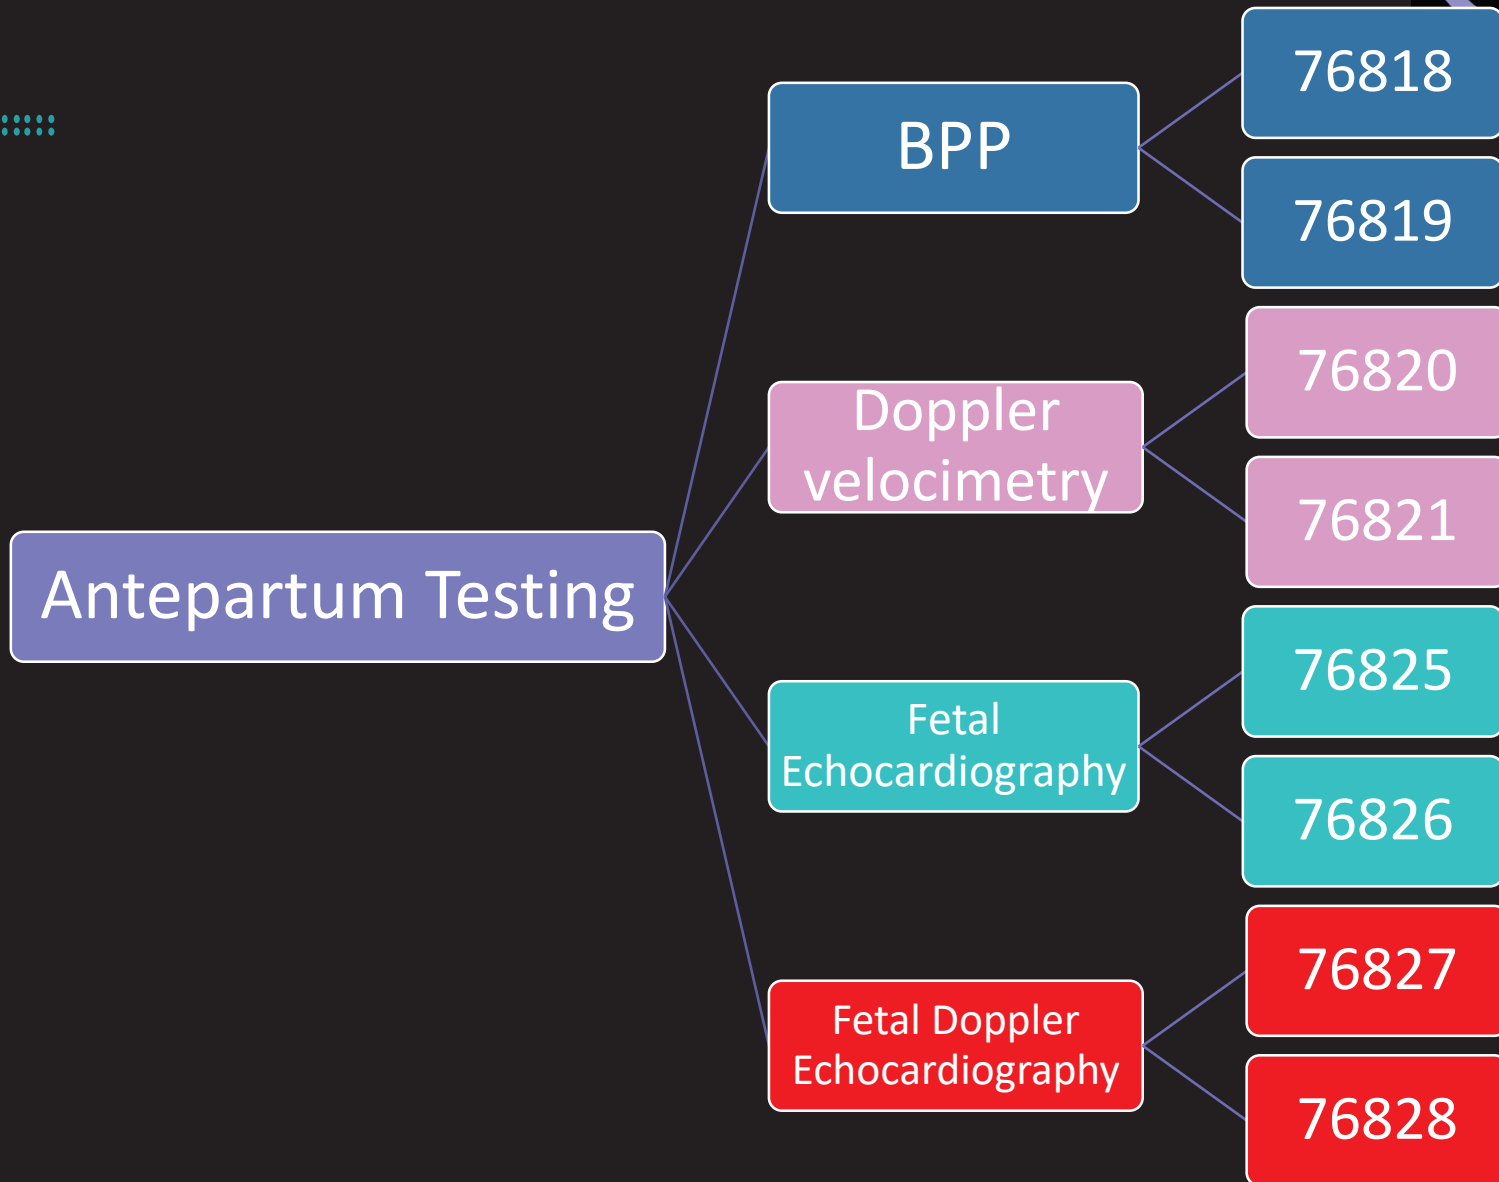 Antepartum Testing
BPP
76818
76819
Doppler
velocimetry
76820
76821
Fetal
Echocardiography
76825
76826
Fetal Doppler
Echocardiography
76827
76828